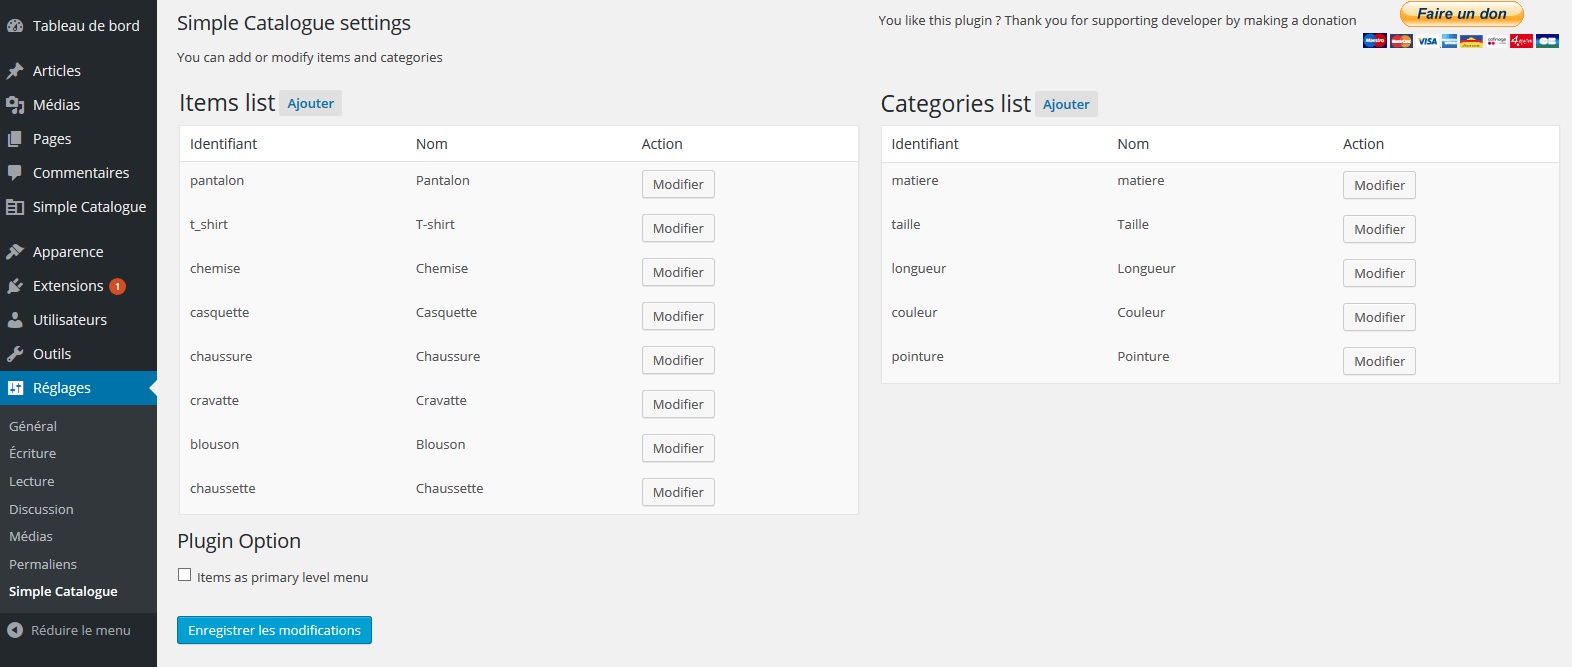 Tableau de bord
Articles
Médias
Pages
Commentaires
Simple Catalogue
Apparence
Extensions 1
Utilisateurs
Outils
Réglages
Général
Écriture
Lecture
Discussion
Médias
Permaliens
Simple Catalogue
Réduire le menu
Simple Catalogue settings
You can add or modify items and categories
You like this plugin ? Thank you for supporting developer by making a donation
Faire un don
VISA
Items list Ajouter
Identifiant Nom Action
pantalon Pantalon Modifier
t_shirt T-shirt Modifier
chemise Chemise Modifier
casquette Casquette Modifier
chaussure Chaussure Modifier
cravatte Cravatte Modifier
blouson Blouson Modifier
chaussette Chaussette Modifier
Categories list Ajouter
Identifiant Nom Action
matiere matiere Modifier
taille Taille Modifier
longueur Longueur Modifier
couleur Couleur Modifier
pointure Pointure Modifier
Plugin Option
Items as primary level menu
Enregistrer les modifications